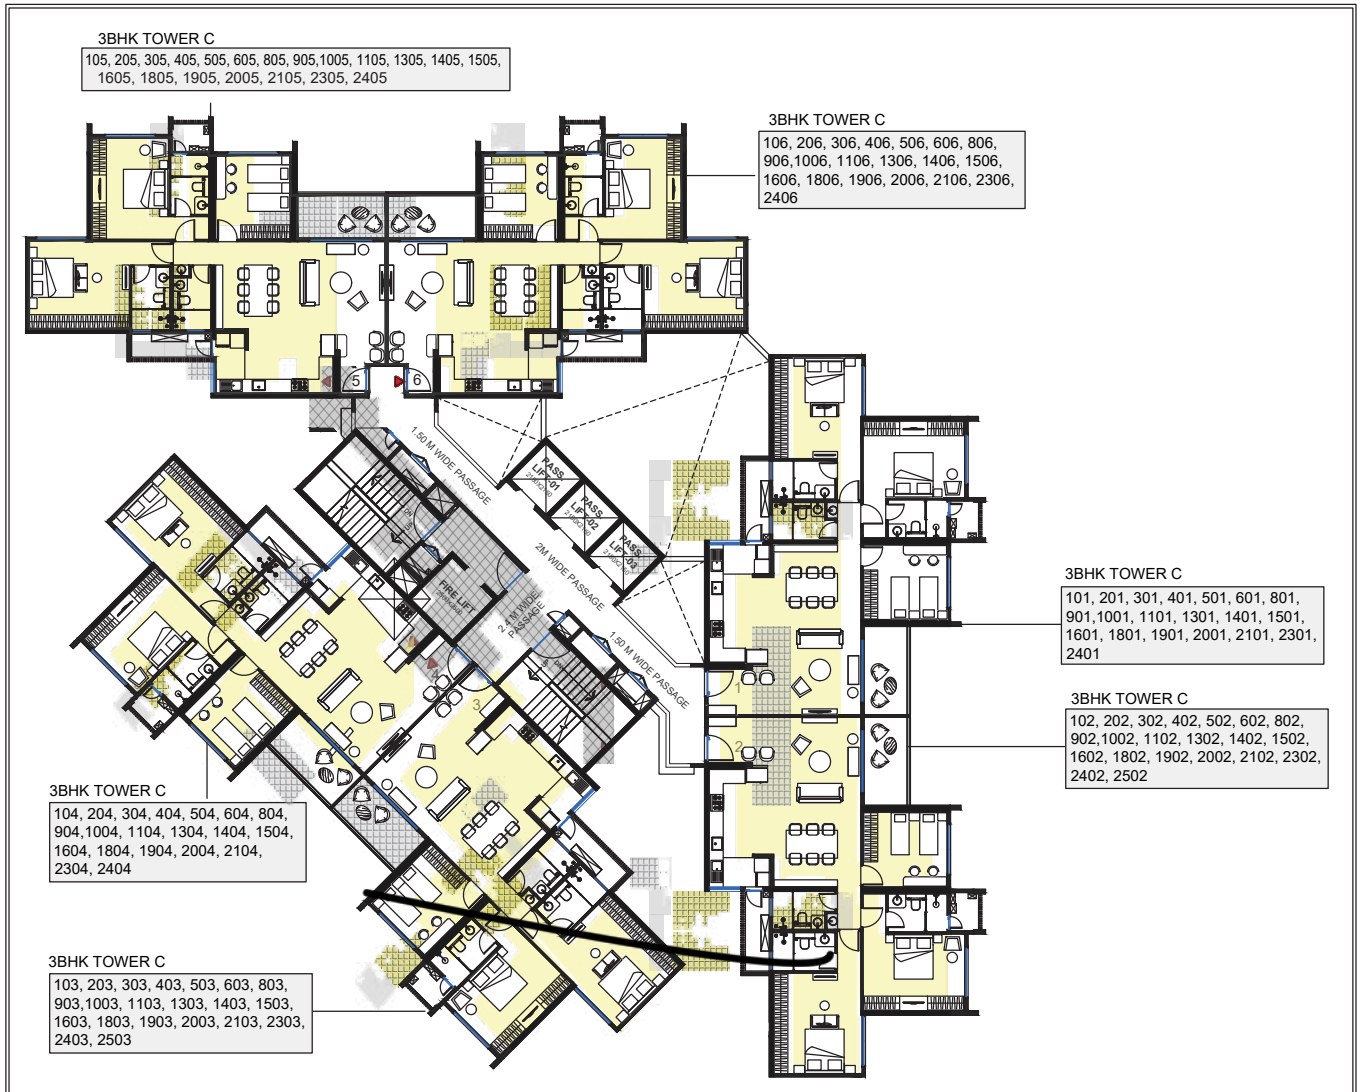 3BHK TOWER C
105, 205, 305, 405, 505, 605, 805, 905,1005, 1105, 1305, 1405, 1505,
1605, 1805, 1905, 2005, 2105, 2305, 2405
3BHK TOWER C
106, 206, 306, 406, 506, 606, 806,
906,1006, 1106, 1306, 1406, 1506,
1606, 1806, 1906, 2006, 2106, 2306,
2406
5
6
1.50 M WIDE PASSAGE
PASS.
LIFT-01
PASS.
LIFT-02
PASS.
LIFT-03
2M WIDE PASSAGE
FIRE LIFT
2.4 M WIDE
PASSAGE
1.50 M WIDE PASSAGE
UP
4
3
1
2
3BHK TOWER C
101, 201, 301, 401, 501, 601, 801,
901,1001, 1101, 1301, 1401, 1501,
1601, 1801, 1901, 2001, 2101, 2301,
2401
3BHK TOWER C
102, 202, 302, 402, 502, 602, 802,
902,1002, 1102, 1302, 1402, 1502,
1602, 1802, 1902, 2002, 2102, 2302,
2402, 2502
3BHK TOWER C
104, 204, 304, 404, 504, 604, 804,
904,1004, 1104, 1304, 1404, 1504,
1604, 1804, 1904, 2004, 2104,
2304, 2404
3BHK TOWER C
103, 203, 303, 403, 503, 603, 803,
903,1003, 1103, 1303, 1403, 1503,
1603, 1803, 1903, 2003, 2103, 2303,
2403, 2503